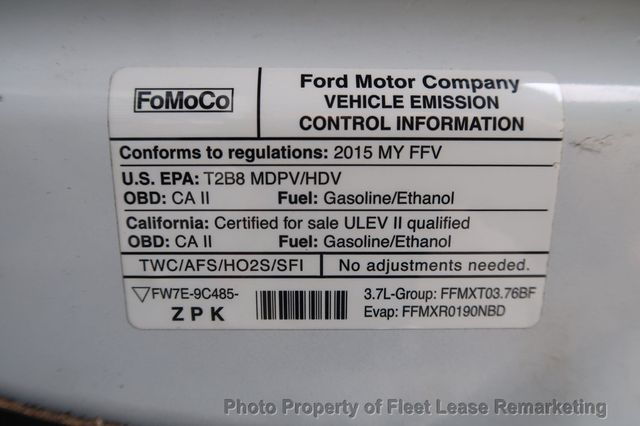 FoMoCo
Ford Motor Company
VEHICLE EMISSION
CONTROL INFORMATION
Conforms to regulations: 2015 MY FFV
U.S. EPA: T2B8 MDPV/HDV
OBD: CA II Fuel: Gasoline/Ethanol
California: Certified for sale ULEV II qualified
OBD: CA II Fuel: Gasoline/Ethanol
TWC/AFS/HO2S/SFI No adjustments needed.
FW7E-9C485-
Z P K
3.7L-Group: FFMXT03.76BF
Evap: FFMXR0190NBD
Photo Property of Fleet Lease Remarketing